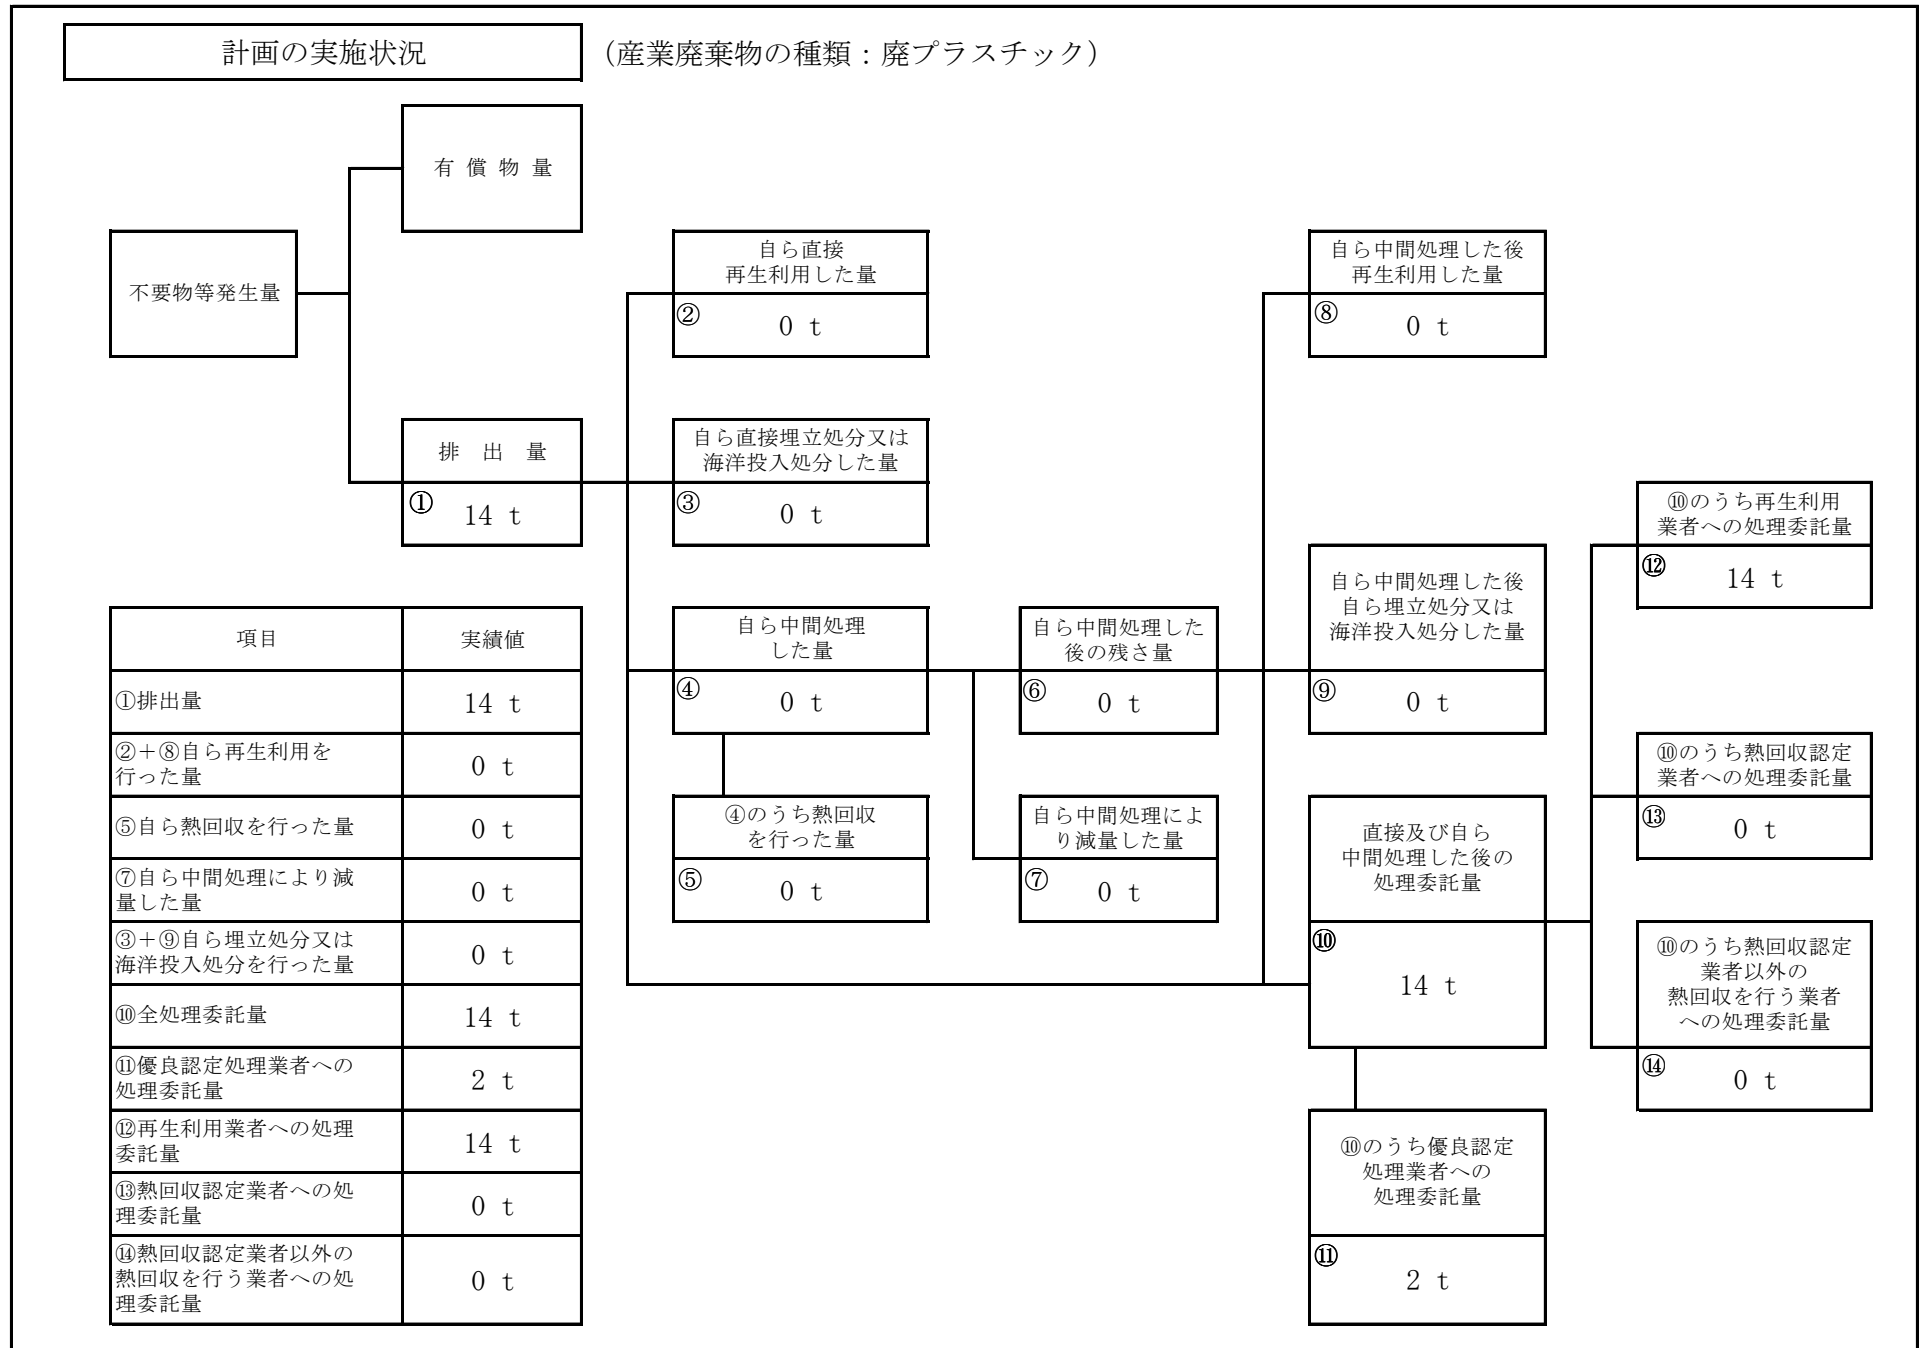 計画の実施状況
（産業廃棄物の種類：廃プラスチック）
有償物量
不要物等発生量
自ら直接
再生利用した量
②
0 t
自ら中間処理した後
再生利用した量
⑧
0 t
排出量
①
14 t
自ら直接埋立処分又は
海洋投入処分した量
③
0 t
⑩のうち再生利用
業者への処理委託量
⑫
14 t
自ら中間処理した後
自ら埋立処分又は
海洋投入処分した量
⑨
0 t
自ら中間処理
した量
④
0 t
自ら中間処理した
後の残さ量
⑥
0 t
⑩のうち熱回収認定
業者への処理委託量
⑬
0 t
④のうち熱回収
を行った量
⑤
0 t
自ら中間処理によ
り減量した量
⑦
0 t
直接及び自ら
中間処理した後の
処理委託量
⑩
14 t
⑩のうち熱回収認定
業者以外の
熱回収を行う業者
への処理委託量
⑭
0 t
⑩のうち優良認定
処理業者への
処理委託量
⑪
2 t
項目 実績値
①排出量 14 t
②＋⑧自ら再生利用を
行った量 0 t
⑤自ら熱回収を行った量 0 t
⑦自ら中間処理により減
量した量 0 t
③＋⑨自ら埋立処分又は
海洋投入処分を行った量 0 t
⑩全処理委託量 14 t
⑪優良認定処理業者への
処理委託量 2 t
⑫再生利用業者への処理
委託量 14 t
⑬熱回収認定業者への処
理委託量 0 t
⑭熱回収認定業者以外の
熱回収を行う業者への処
理委託量 0 t